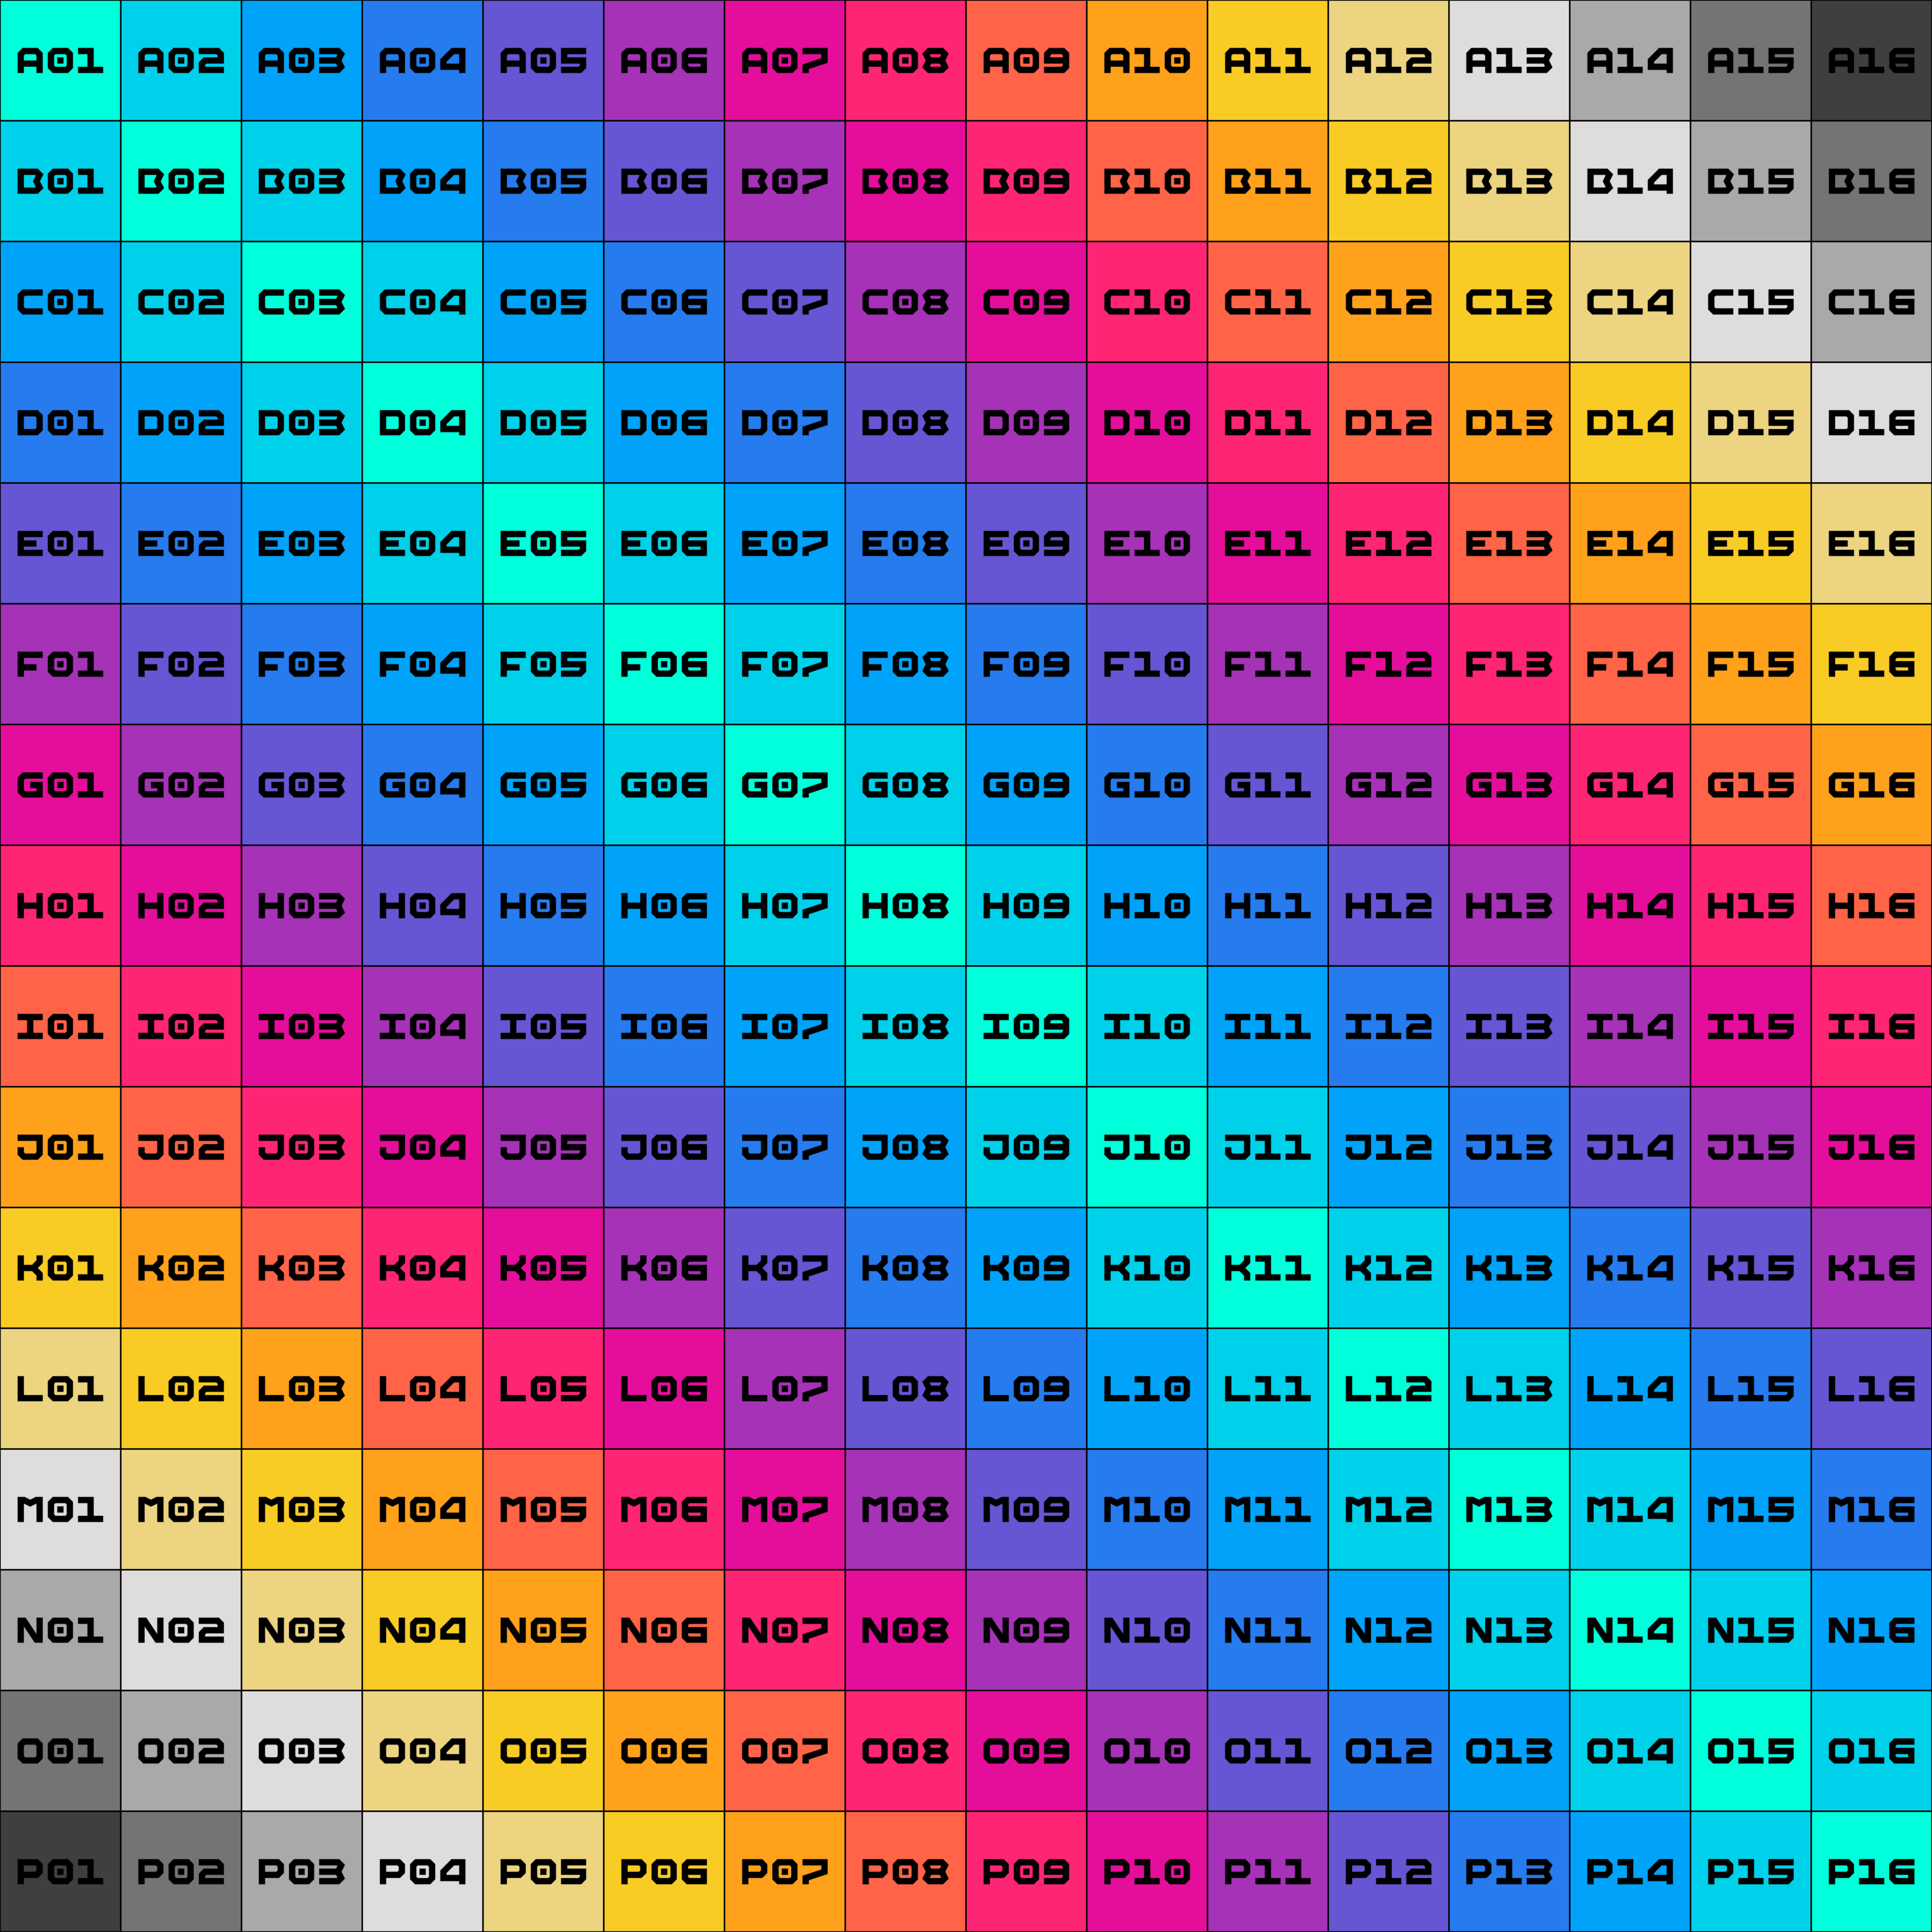 A01 A02 A03 A04 A05 A06 A07 A08 A09 A10 A11 A12 A13 A14 A15 A16
B01 B02 B03 B04 B05 B06 B07 B08 B09 B10 B11 B12 B13 B14 B15 B16
C01 C02 C03 C04 C05 C06 C07 C08 C09 C10 C11 C12 C13 C14 C15 C16
D01 D02 D03 D04 D05 D06 D07 D08 D09 D10 D11 D12 D13 D14 D15 D16
E01 E02 E03 E04 E05 E06 E07 E08 E09 E10 E11 E12 E13 E14 E15 E16
F01 F02 F03 F04 F05 F06 F07 F08 F09 F10 F11 F12 F13 F14 F15 F16
G01 G02 G03 G04 G05 G06 G07 G08 G09 G10 G11 G12 G13 G14 G15 G16
H01 H02 H03 H04 H05 H06 H07 H08 H09 H10 H11 H12 H13 H14 H15 H16
I01 I02 I03 I04 I05 I06 I07 I08 I09 I10 I11 I12 I13 I14 I15 I16
J01 J02 J03 J04 J05 J06 J07 J08 J09 J10 J11 J12 J13 J14 J15 J16
K01 K02 K03 K04 K05 K06 K07 K08 K09 K10 K11 K12 K13 K14 K15 K16
L01 L02 L03 L04 L05 L06 L07 L08 L09 L10 L11 L12 L13 L14 L15 L16
M01 M02 M03 M04 M05 M06 M07 M08 M09 M10 M11 M12 M13 M14 M15 M16
N01 N02 N03 N04 N05 N06 N07 N08 N09 N10 N11 N12 N13 N14 N15 N16
O01 O02 O03 O04 O05 O06 O07 O08 O09 O10 O11 O12 O13 O14 O15 O16
P01 P02 P03 P04 P05 P06 P07 P08 P09 P10 P11 P12 P13 P14 P15 P16